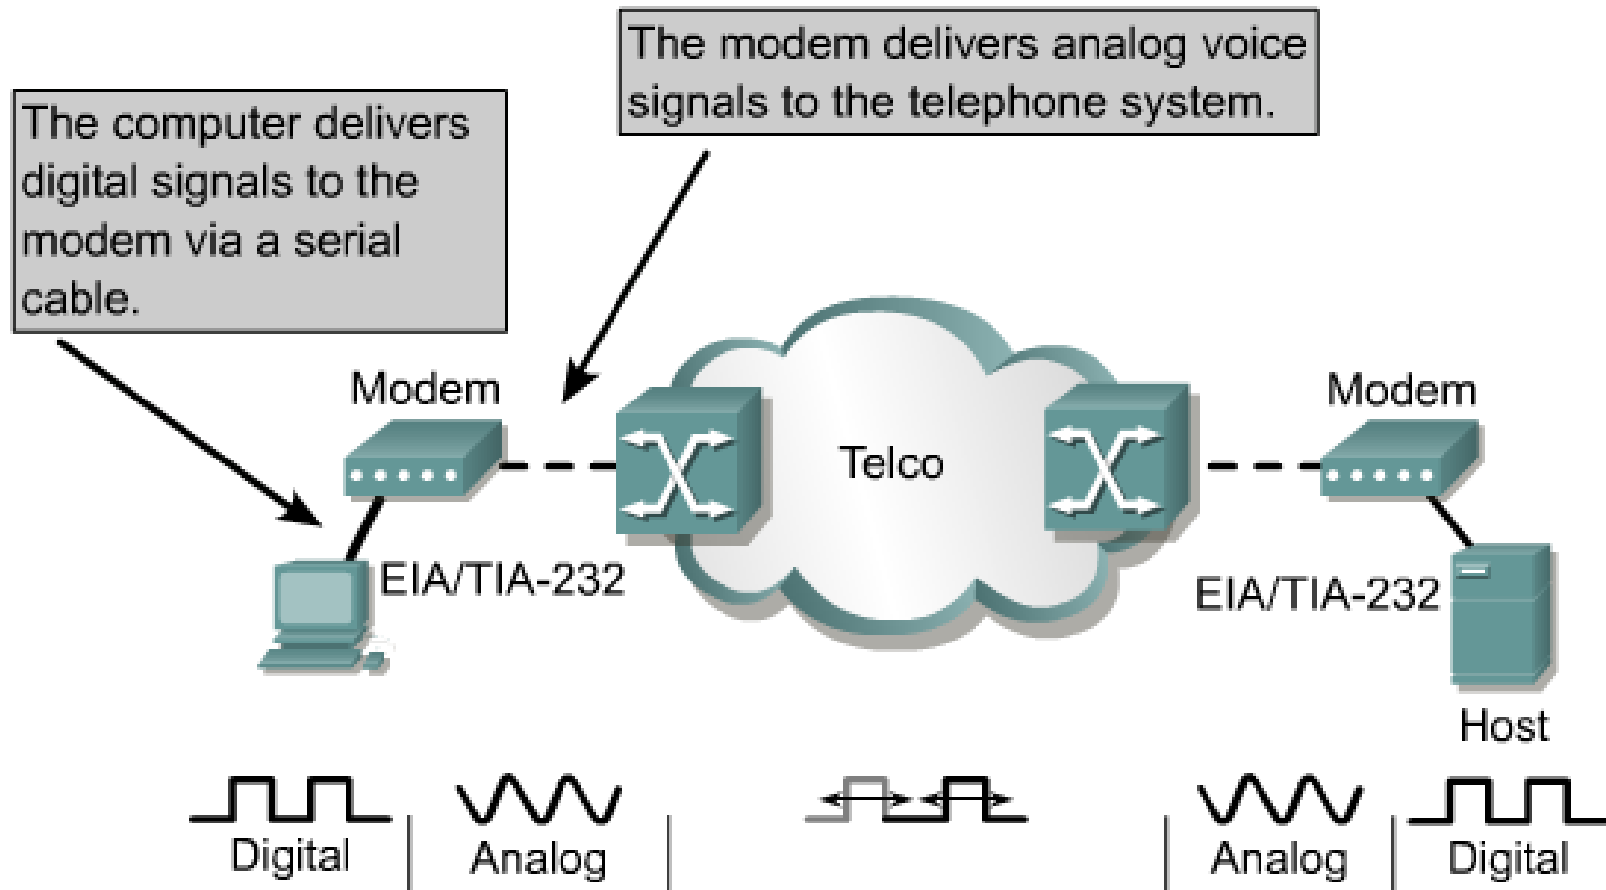 The modem delivers analog voice
signals to the telephone system.
The computer delivers
digital signals to the
modem via a serial
cable.
Modem
Modem
Telco
EIA/TIA-232
EIA/TIA-232
Host
Digital
Analog
Analog
Digital